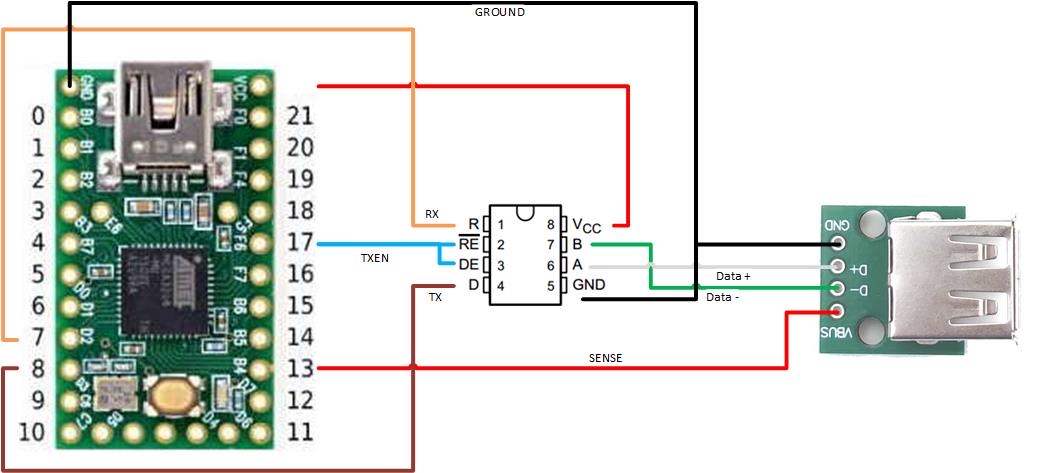 GROUND
GND
VCC
0
B0
F0
21
1
B1
F1
20
2
B2
F4
19
3
B3
E6
F5
18
4
B7
F6
17
5
D0
F7
16
6
D1
B6
15
7
D2
B5
14
8
D3
B4
13
9
C6
D7
12
10
C7
D5
D4
D6
11
RX
TXEN
TX
R
1
8
VCC
RE
2
7
B
DE
3
6
A
D
4
5
GND
Data +
Data -
SENSE
GND
D+
D-
VBUS